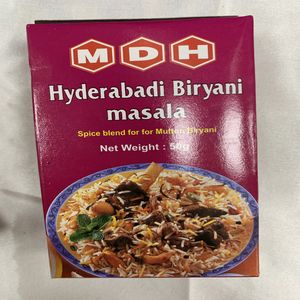 MDH
Hyderabadi Biryani
masala
Spice blend for for Mutton Biryani
Net Weight : 50g